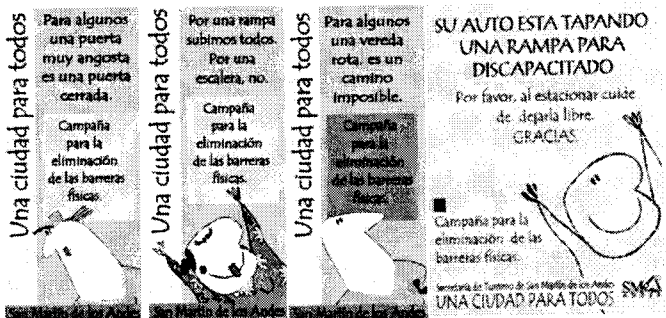 Una ciudad para todos
Para algunos
una puerta
muy angosta
es una puerta
cerrada.
Campaña
para la
eliminación
de las barreras
físicas.
San Martín de los Andes
Una ciudad para todos
Por una rampa
subimos todos.
Por una
escalera, no.
Campaña
para la
eliminación
de las barreras
físicas.
San Martín de los Andes
Una ciudad para todos
Para algunos
una vereda
rota, es un
camino
imposible.
Campaña
para la
eliminación
de las barreras
físicas.
San Martín de los Andes
SU AUTO ESTA TAPANDO
UNA RAMPA PARA
DISCAPACITADO
Por favor, al estacionar cuide
de dejarla libre.
GRACIAS.
Campaña para la
eliminación de las
barreras físicas.
Secretaría de Turismo de San Martín de los Andes
UNA CIUDAD PARA TODOS
SMA